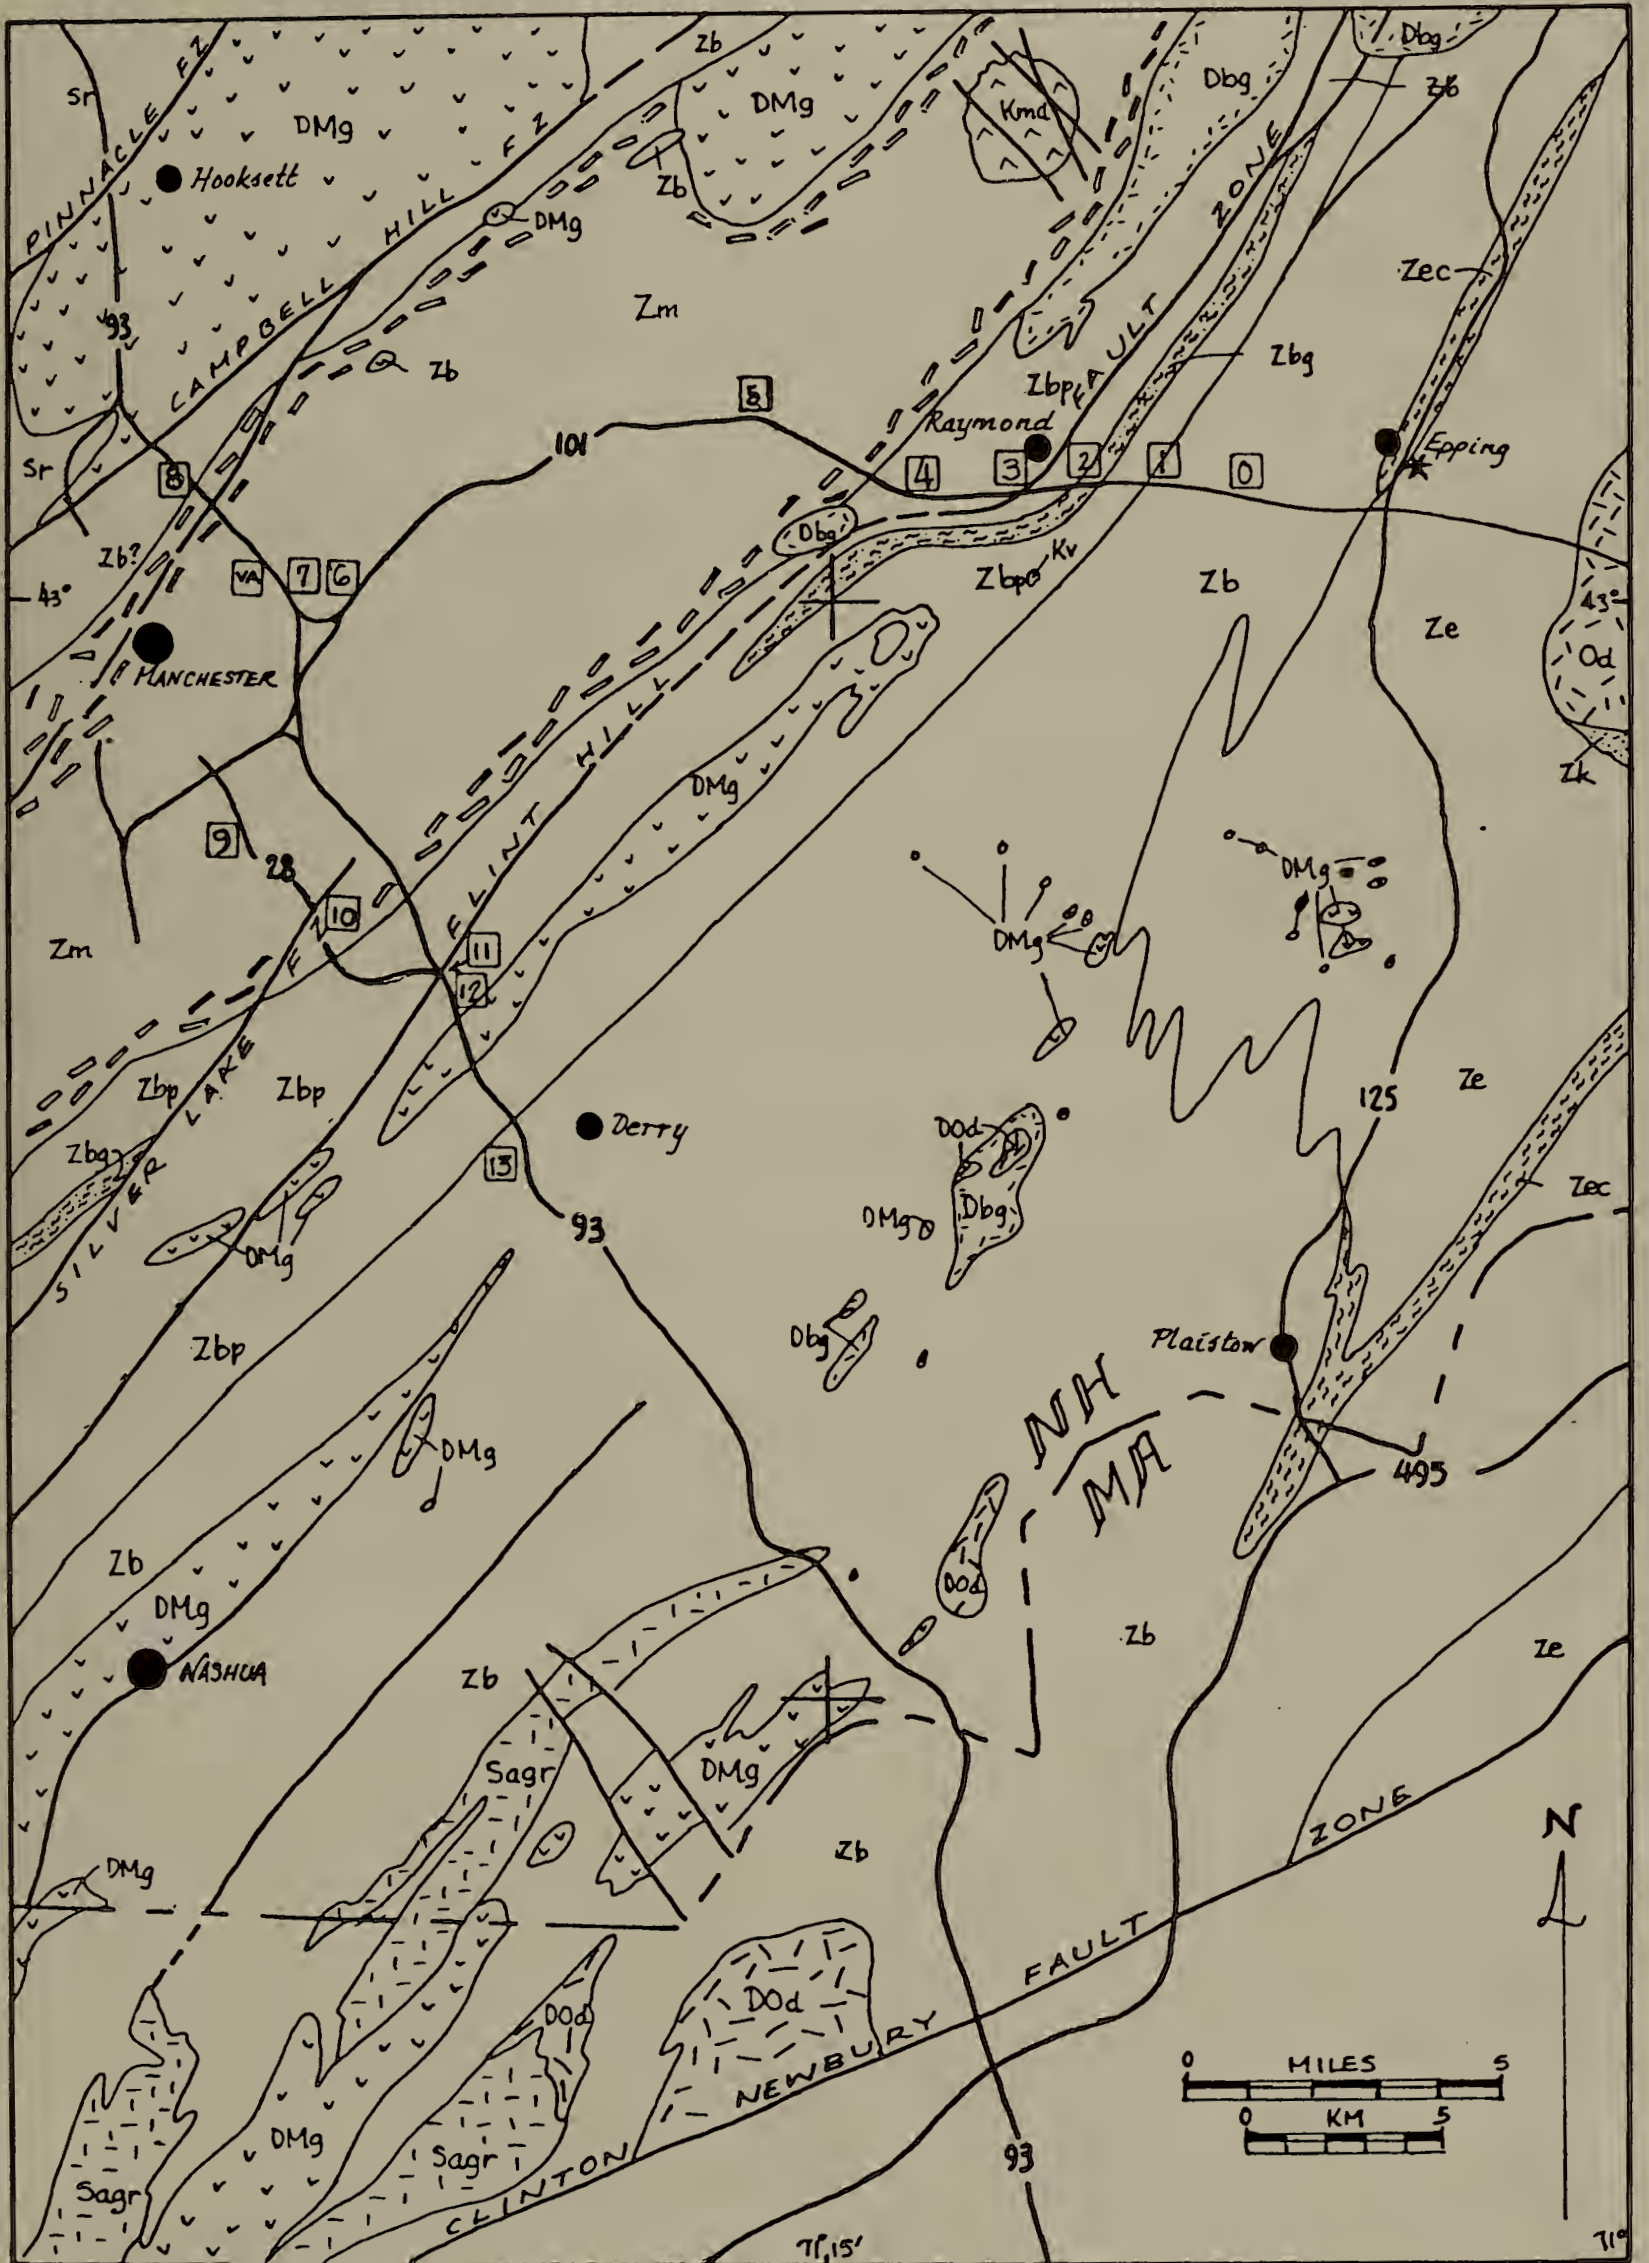 PINNACLE FZ
Zb
Dbg
Sr
DMg
DMg
Kmd
Dbg
Zb
Hooksett
Zb
DMg
CAMPBELL HILL FZ
93
Zm
Zec
Zb
Zbp
Zbg
FLINT HILL FAULT ZONE
5
101
Raymond
Epping
Sr
8
4
3
2
1
0
Dbg
Zb?
VA
7
6
Zbp
Kv
Zb
43°
43°
Ze
Od
MANCHESTER
Zk
DMg
9
28
DMg
10
DMg
Zm
11
12
SILVER LAKE FZ
Zbp
Zbp
125
Ze
Derry
DOd
Zbg
13
Zec
Dbg
DMg
93
DMg
Dbg
Plaistow
Zbp
NH
MA
DMg
495
Zb
DOd
DMg
Zb
Ze
NASHUA
Zb
Sagr
DMg
Zb
DMg
N
CLINTON NEWBURY FAULT ZONE
DOd
DOd
0 MILES 5
0 KM 5
DMg
Sagr
Sagr
93
71°,15'
71°